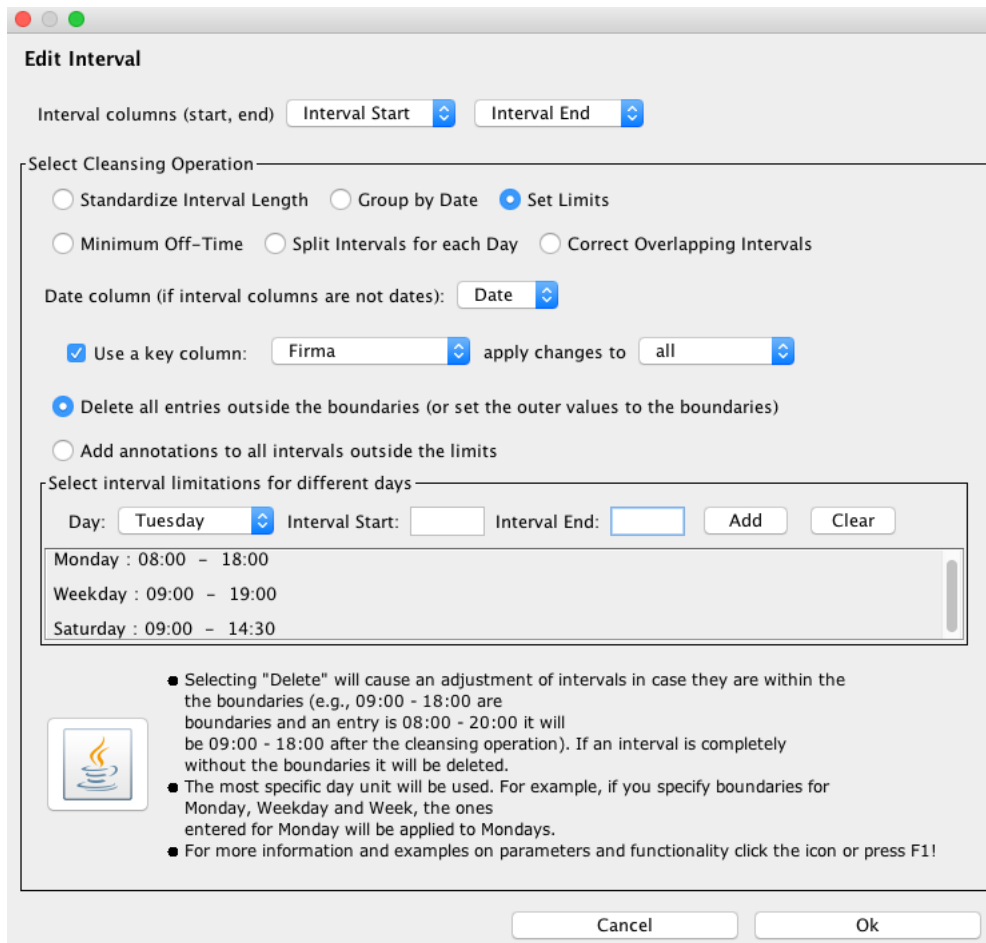 Edit Interval
Interval columns (start, end) Interval Start Interval End
Select Cleansing Operation
Standardize Interval Length Group by Date Set Limits
Minimum Off-Time Split Intervals for each Day Correct Overlapping Intervals
Date column (if interval columns are not dates): Date
Use a key column: Firma apply changes to all
Delete all entries outside the boundaries (or set the outer values to the boundaries)
Add annotations to all intervals outside the limits
Select interval limitations for different days
Day: Tuesday Interval Start: Interval End: Add Clear
Monday : 08:00 - 18:00
Weekday : 09:00 - 19:00
Saturday : 09:00 - 14:30
● Selecting "Delete" will cause an adjustment of intervals in case they are within the
the boundaries (e.g., 09:00 - 18:00 are
boundaries and an entry is 08:00 - 20:00 it will
be 09:00 - 18:00 after the cleansing operation). If an interval is completely
without the boundaries it will be deleted.
● The most specific day unit will be used. For example, if you specify boundaries for
Monday, Weekday and Week, the ones
entered for Monday will be applied to Mondays.
● For more information and examples on parameters and functionality click the icon or press F1!
Cancel Ok